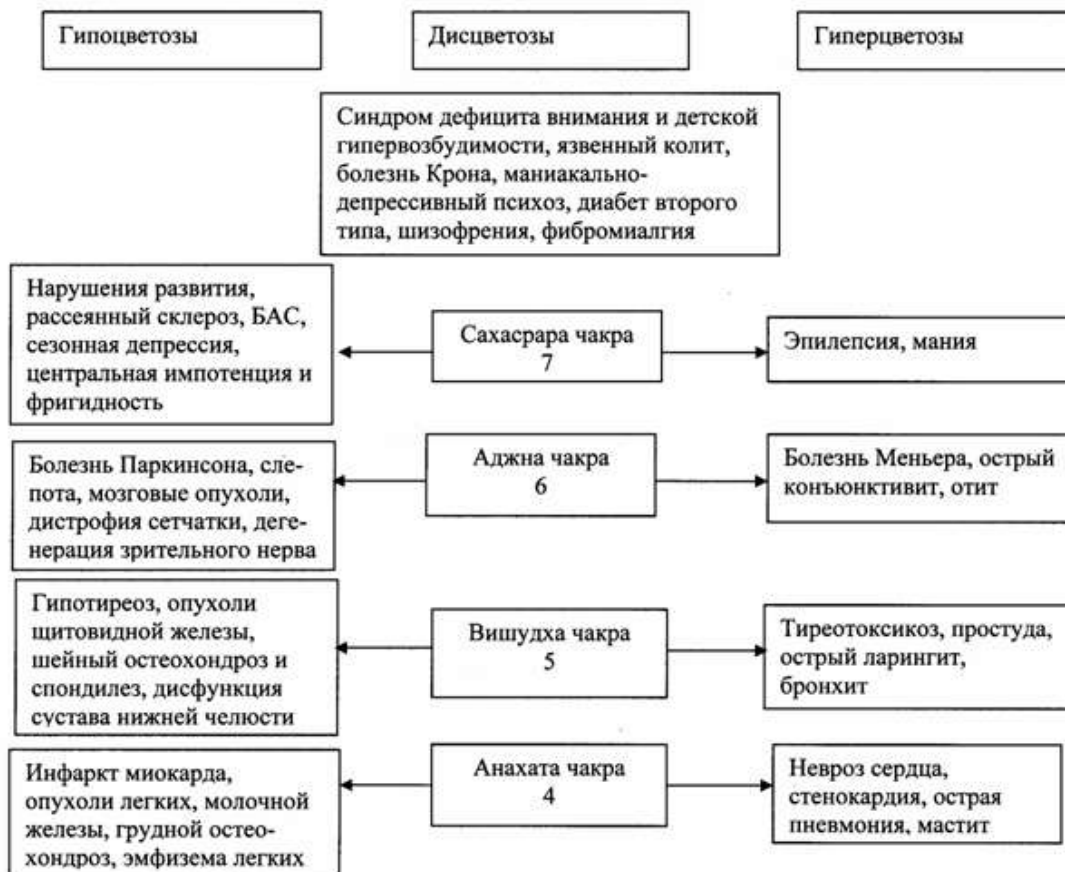 Гипоцветозы
Дисцветозы
Гиперцветозы
Синдром дефицита внимания и детской
гипервозбудимости, язвенный колит,
болезнь Крона, маниакально-
депрессивный психоз, диабет второго
типа, шизофрения, фибромиалгия
Нарушения развития,
рассеянный склероз, БАС,
сезонная депрессия,
центральная импотенция и
фригидность
Сахасрара чакра
7
Эпилепсия, мания
Болезнь Паркинсона, сле-
пота, мозговые опухоли,
дистрофия сетчатки, деге-
нерация зрительного нерва
Аджна чакра
6
Болезнь Меньера, острый
конъюнктивит, отит
Гипотиреоз, опухоли
щитовидной железы,
шейный остеохондроз и
спондилез, дисфункция
сустава нижней челюсти
Вишудха чакра
5
Тиреотоксикоз, простуда,
острый ларингит,
бронхит
Инфаркт миокарда,
опухоли легких, молочной
железы, грудной остео-
хондроз, эмфизема легких
Анахата чакра
4
Невроз сердца,
стенокардия, острая
пневмония, мастит